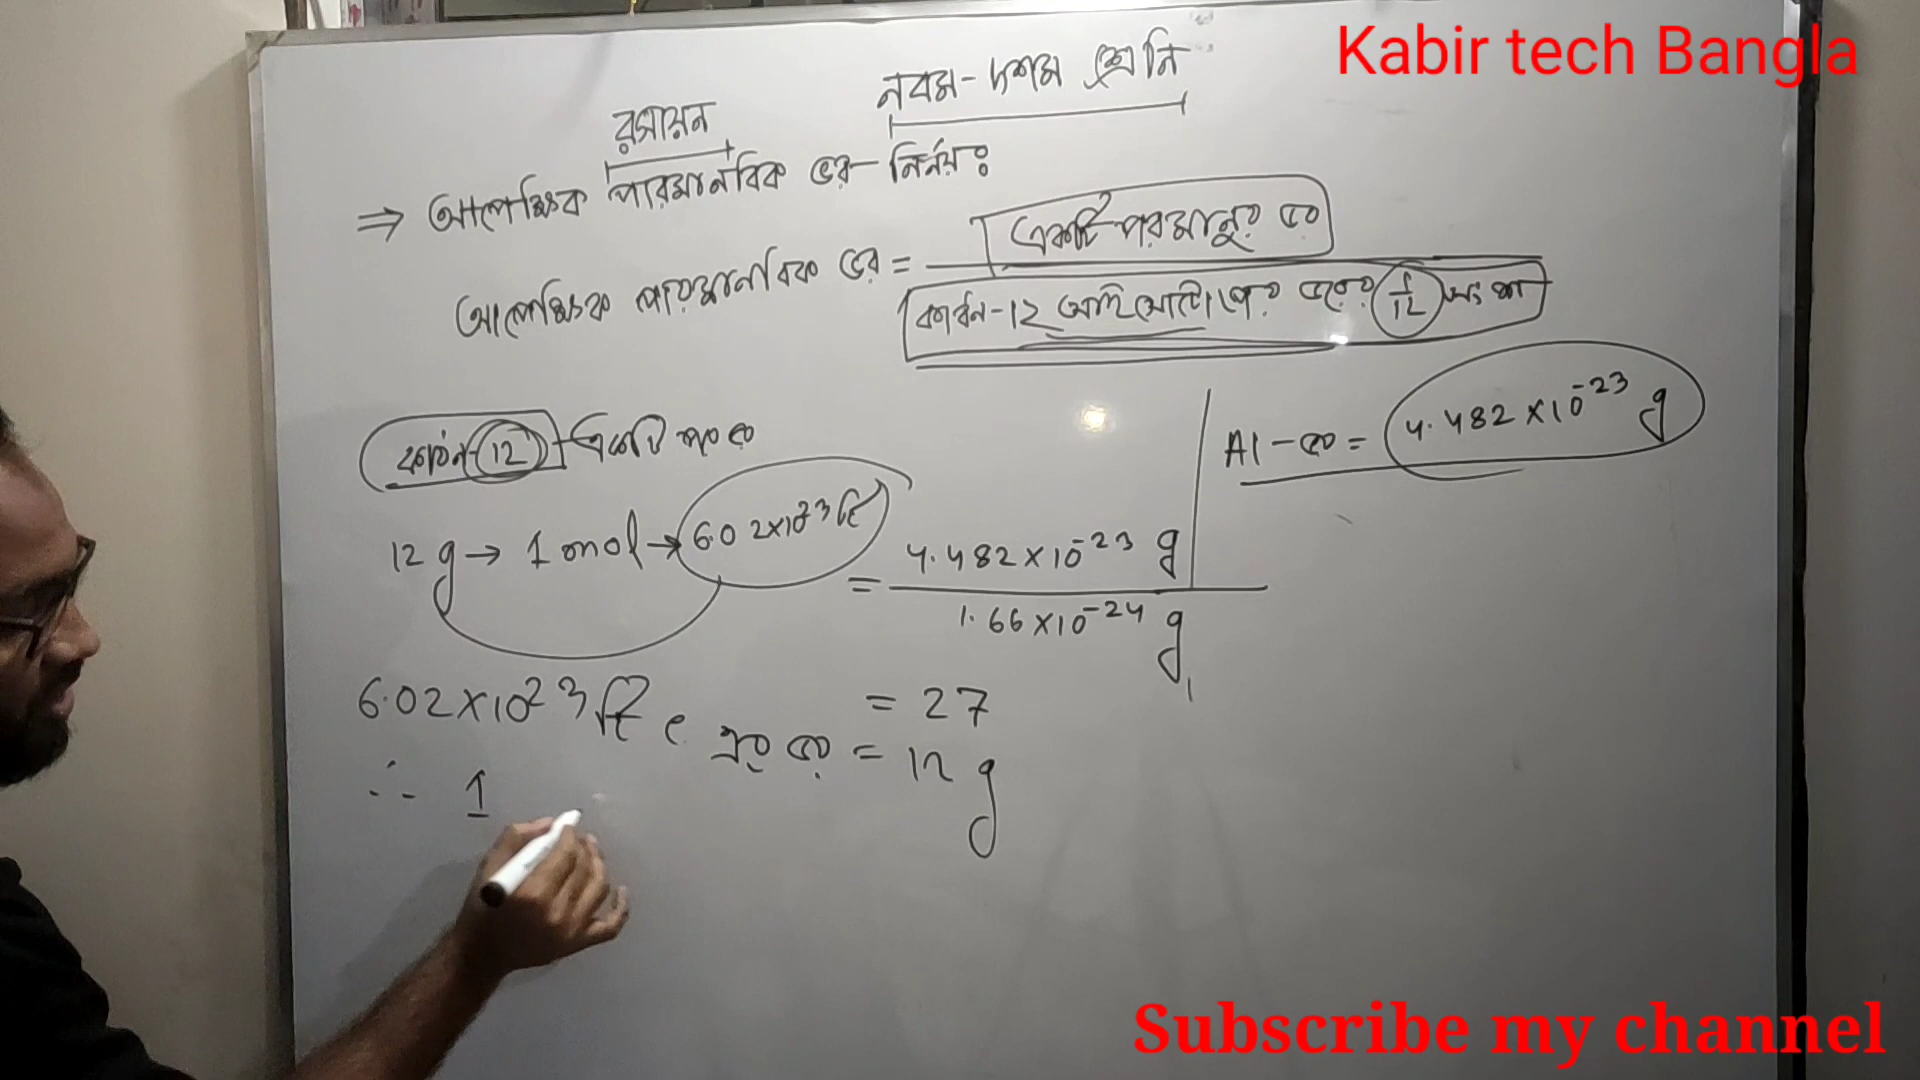 Kabir tech Bangla
নবম-দশম শ্রেনি
রসায়ন
⇒ আপেক্ষিক পারমানবিক ভর নির্নয়ঃ
আপেক্ষিক পারমানবিক ভর = একটি পরমানুর ভর
কার্বন-12 আইসোটোপের ভরের 1/12 অংশ
কার্বন-12 একটি
Al - ভর = 4.482×10⁻²³ g
12 g → 1 mol → 6.02×10²³ টি
= 4.482×10⁻²³ g
1.66×10⁻²⁴ g
= 27
6.02×10²³ টি c এর ভর = 12 g
∴ 1
Subscribe my channel